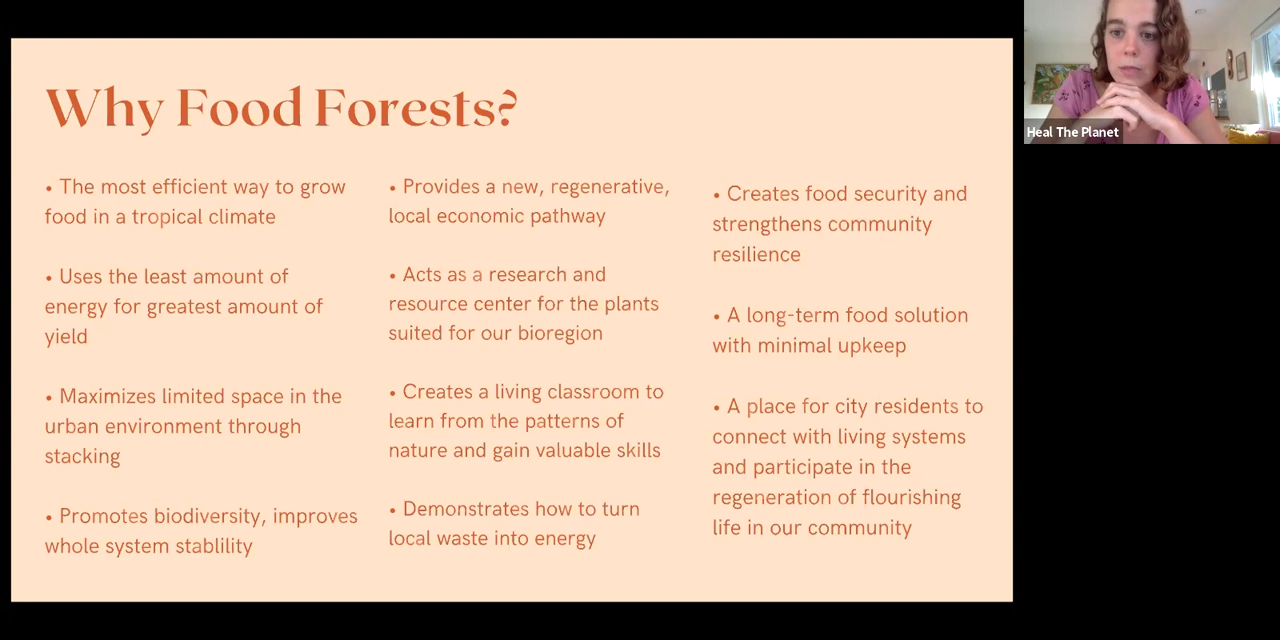 Why Food Forests?
• The most efficient way to grow
food in a tropical climate
• Uses the least amount of
energy for greatest amount of
yield
• Maximizes limited space in the
urban environment through
stacking
• Promotes biodiversity, improves
whole system stablility
• Provides a new, regenerative,
local economic pathway
• Acts as a research and
resource center for the plants
suited for our bioregion
• Creates a living classroom to
learn from the patterns of
nature and gain valuable skills
• Demonstrates how to turn
local waste into energy
• Creates food security and
strengthens community
resilience
• A long-term food solution
with minimal upkeep
• A place for city residents to
connect with living systems
and participate in the
regeneration of flourishing
life in our community
Heal The Planet